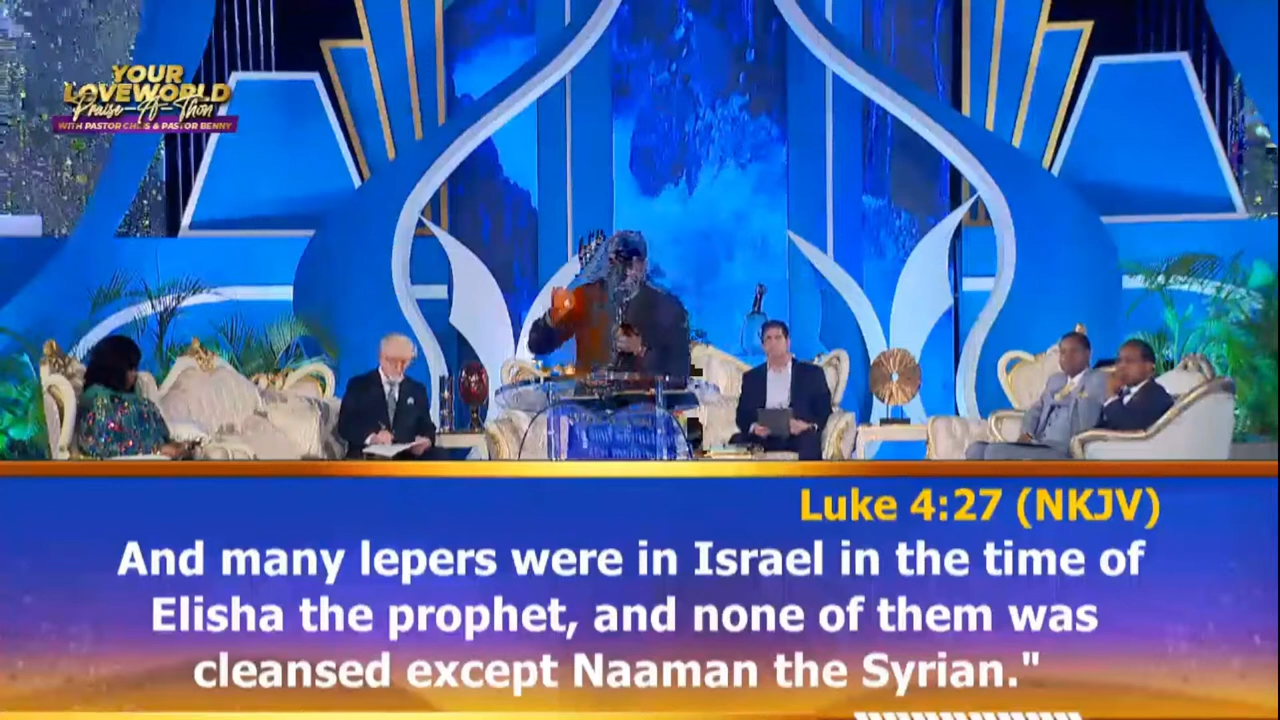 YOUR
LOVEWORLD
Praise-A-Thon
WITH PASTOR CHRIS & PASTOR BENNY
Luke 4:27 (NKJV)
And many lepers were in Israel in the time of
Elisha the prophet, and none of them was
cleansed except Naaman the Syrian."